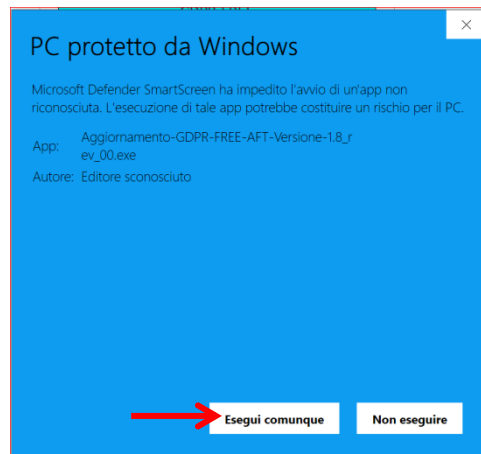 PC protetto da Windows
Microsoft Defender SmartScreen ha impedito l'avvio di un'app non
riconosciuta. L'esecuzione di tale app potrebbe costituire un rischio per il PC.
App: Aggiornamento-GDPR-FREE-AFT-Versione-1.8_r
ev_00.exe
Autore: Editore sconosciuto
Esegui comunque Non eseguire